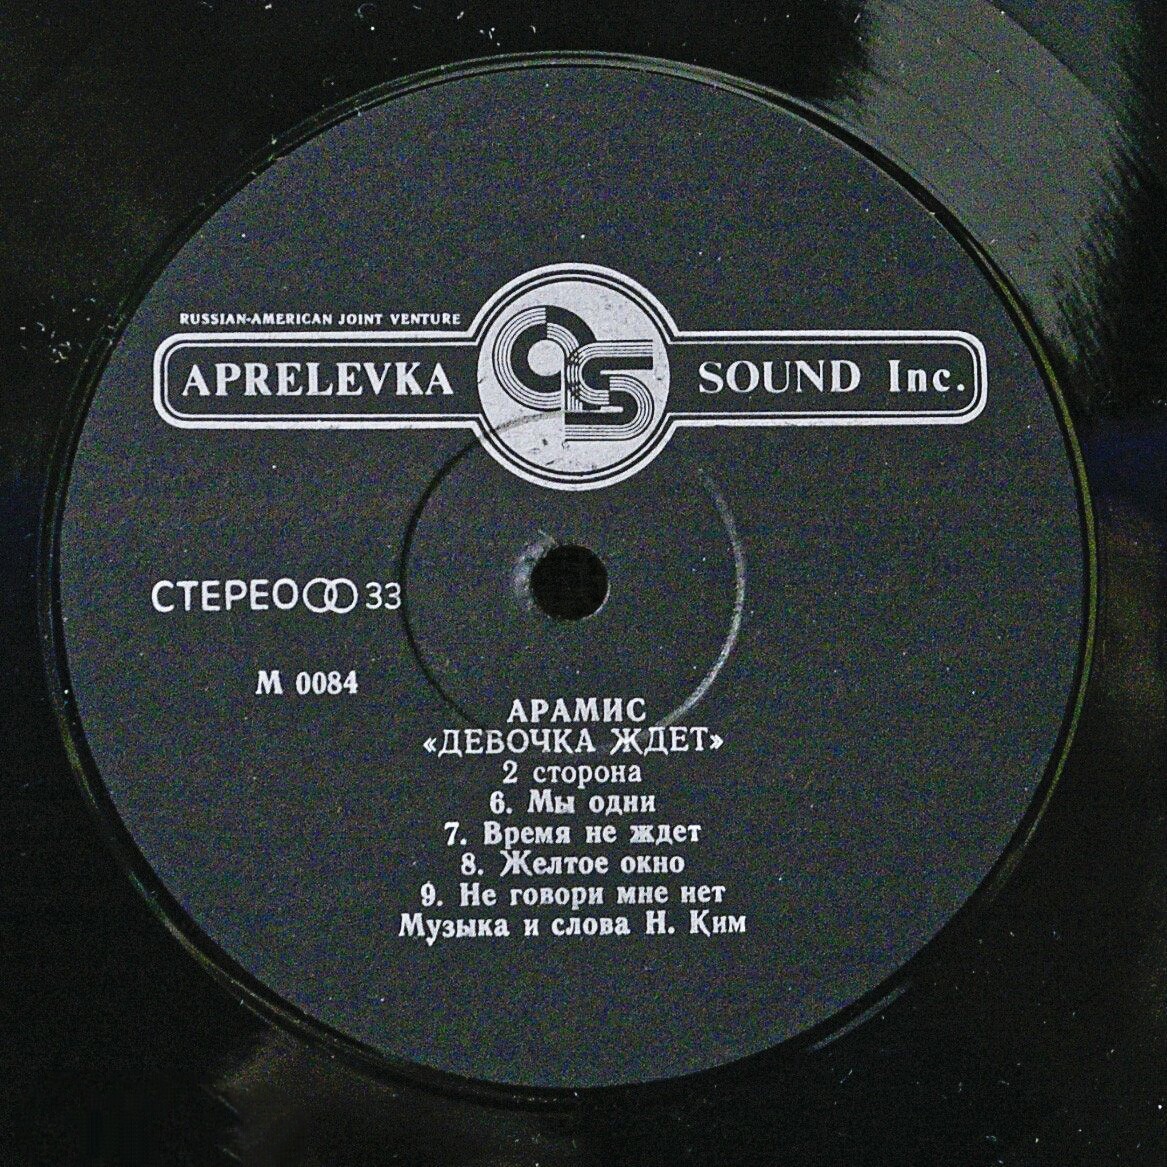 RUSSIAN-AMERICAN JOINT VENTURE
APRELEVKA SOUND Inc.
СТЕРЕО 33
М 0084
АРАМИС
«ДЕВОЧКА ЖДЕТ»
2 сторона
6. Мы одни
7. Время не ждет
8. Желтое окно
9. Не говори мне нет
Музыка и слова Н. Ким